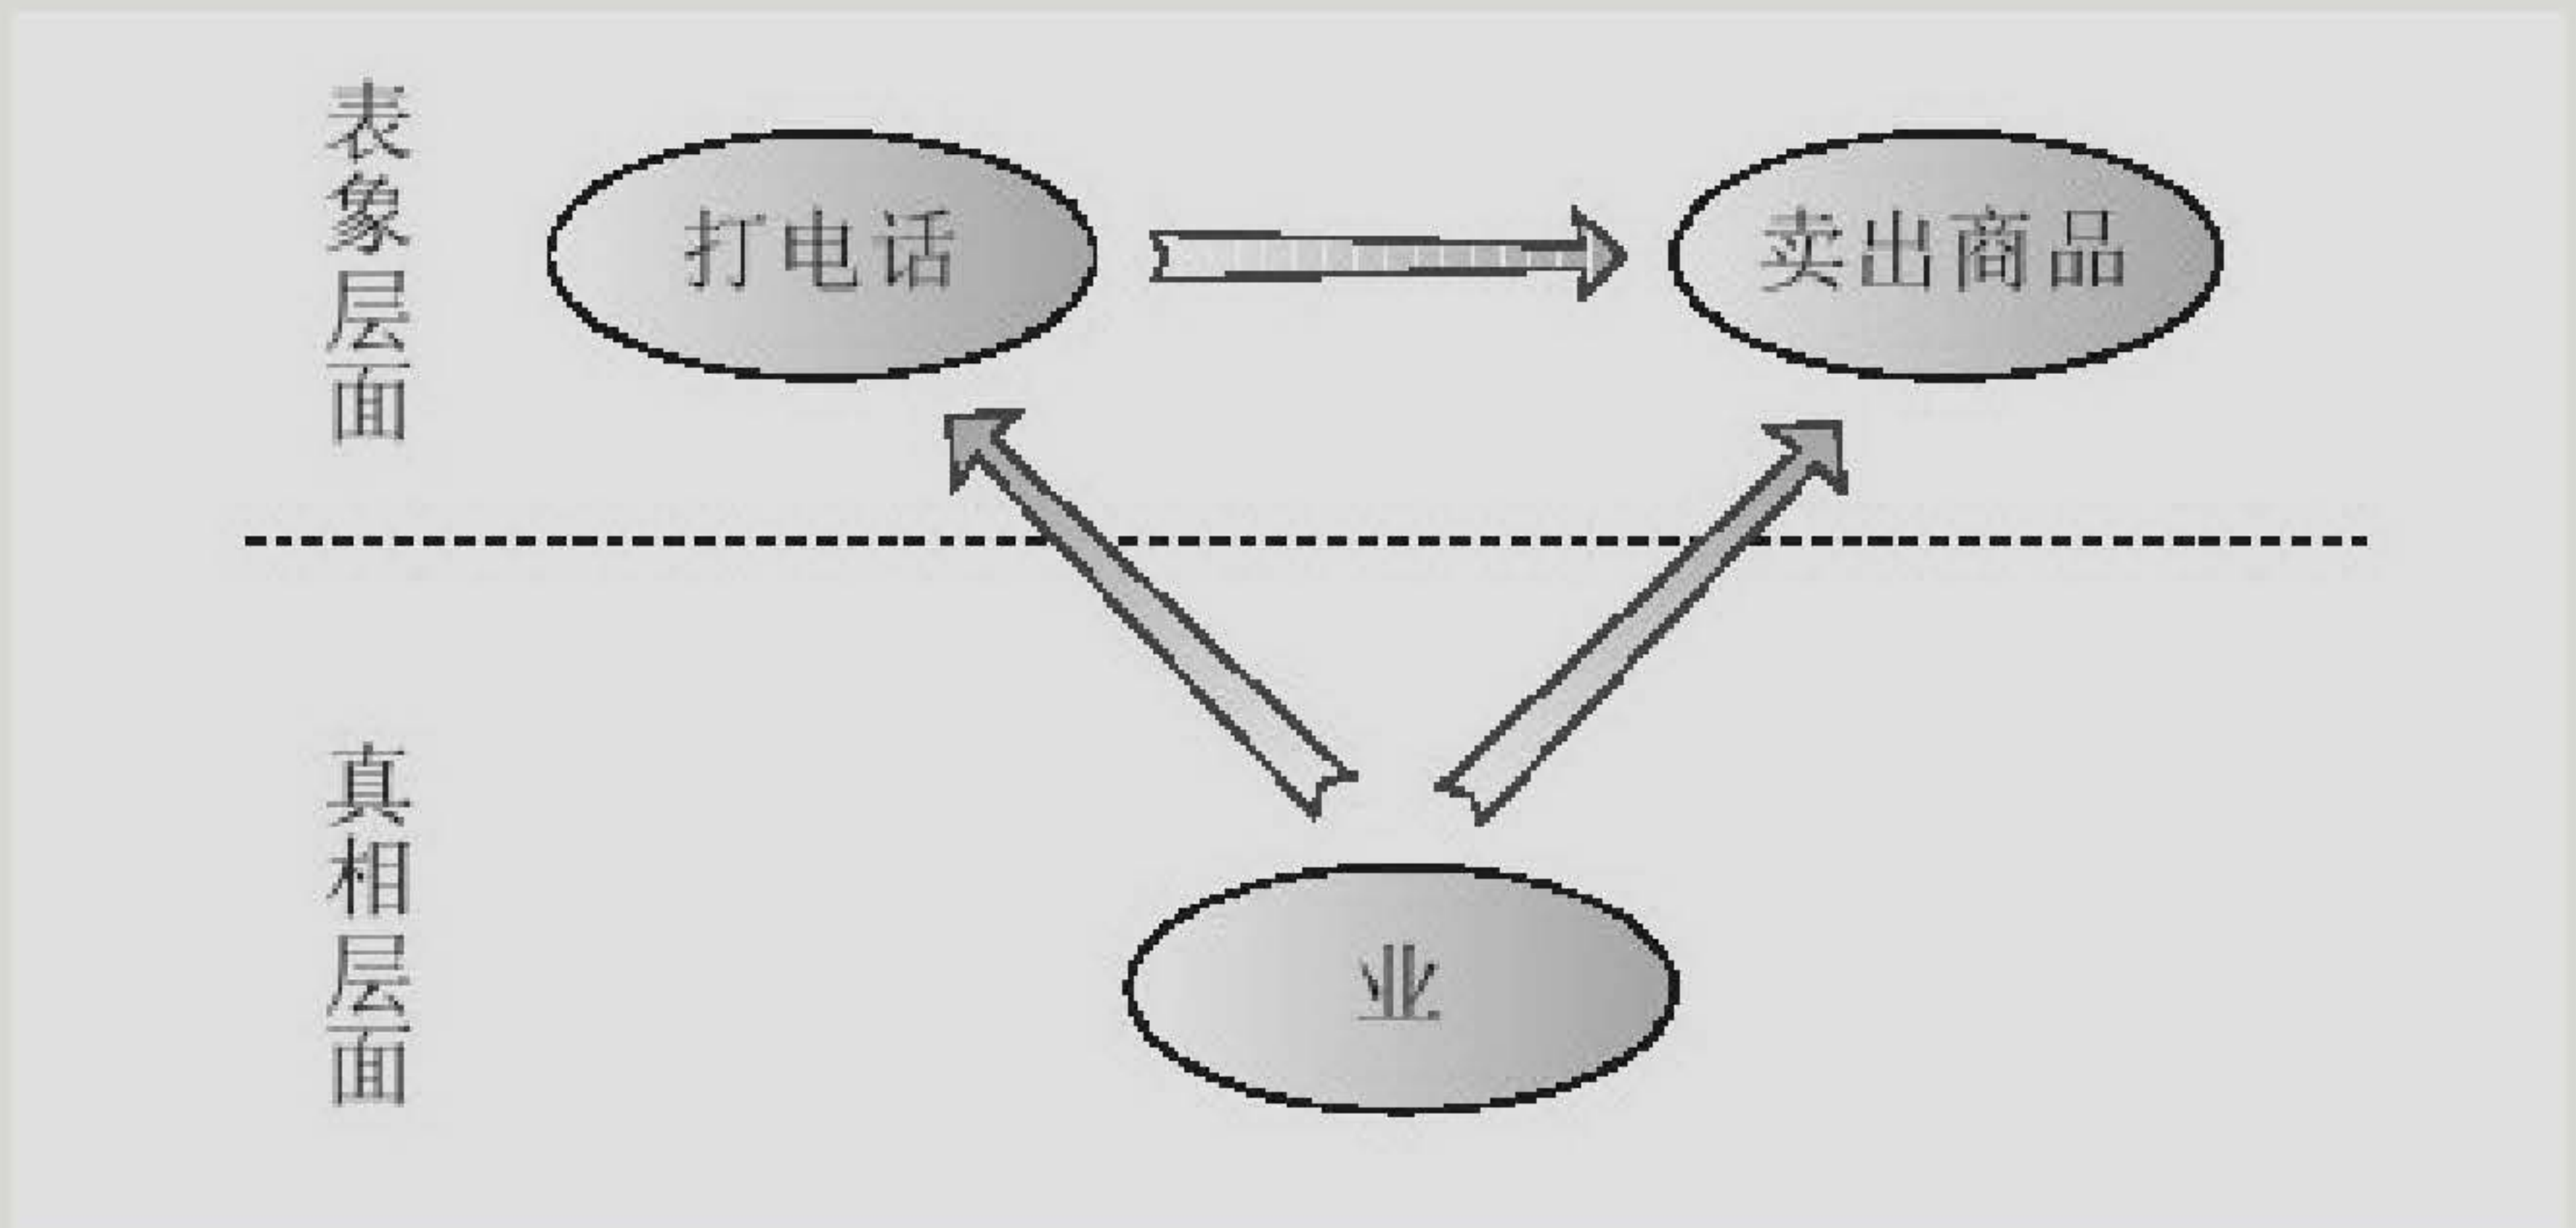 表象层面
打电话
卖出商品
真相层面
业